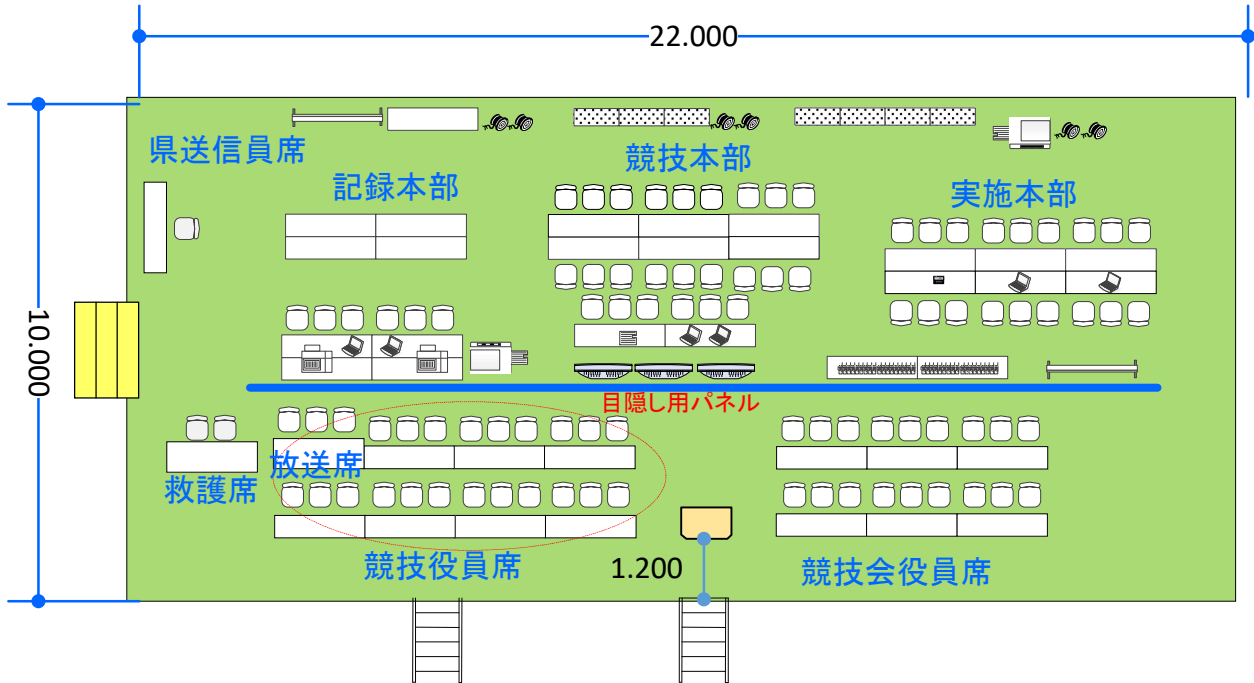 22.000
県送信員席
競技本部
記録本部
実施本部
10.000
目隠し用パネル
放送席
救護席
競技役員席
1.200
競技会役員席